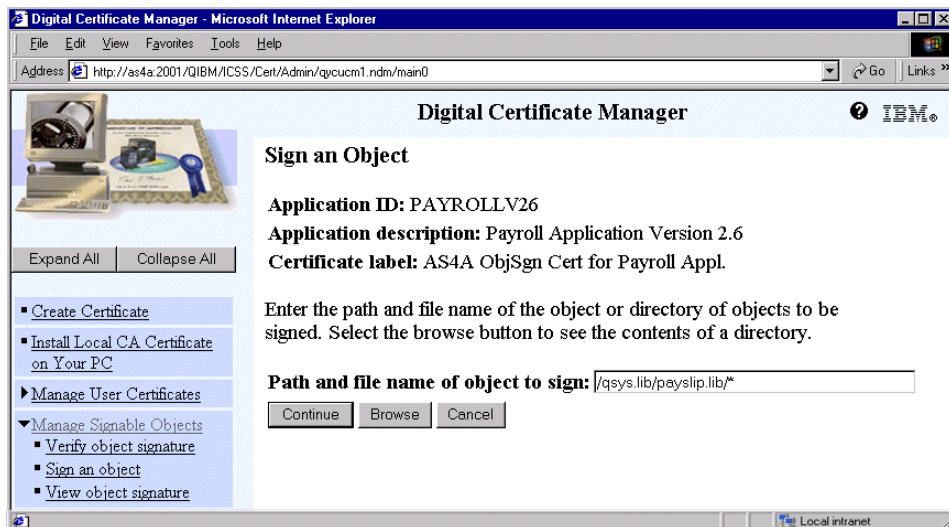 Digital Certificate Manager - Microsoft Internet Explorer
File Edit View Favorites Tools Help
Address http://as4a:2001/QIBM/ICSS/Cert/Admin/qycucm1.ndm/main0 Go Links »
Digital Certificate Manager
IBM
Expand All Collapse All
Create Certificate
Install Local CA Certificate
on Your PC
Manage User Certificates
Manage Signable Objects
Verify object signature
Sign an object
View object signature
Sign an Object
Application ID: PAYROLLV26
Application description: Payroll Application Version 2.6
Certificate label: AS4A ObjSgn Cert for Payroll Appl.
Enter the path and file name of the object or directory of objects to be
signed. Select the browse button to see the contents of a directory.
Path and file name of object to sign: /qsys.lib/payslip.lib/*
Continue Browse Cancel
Local intranet